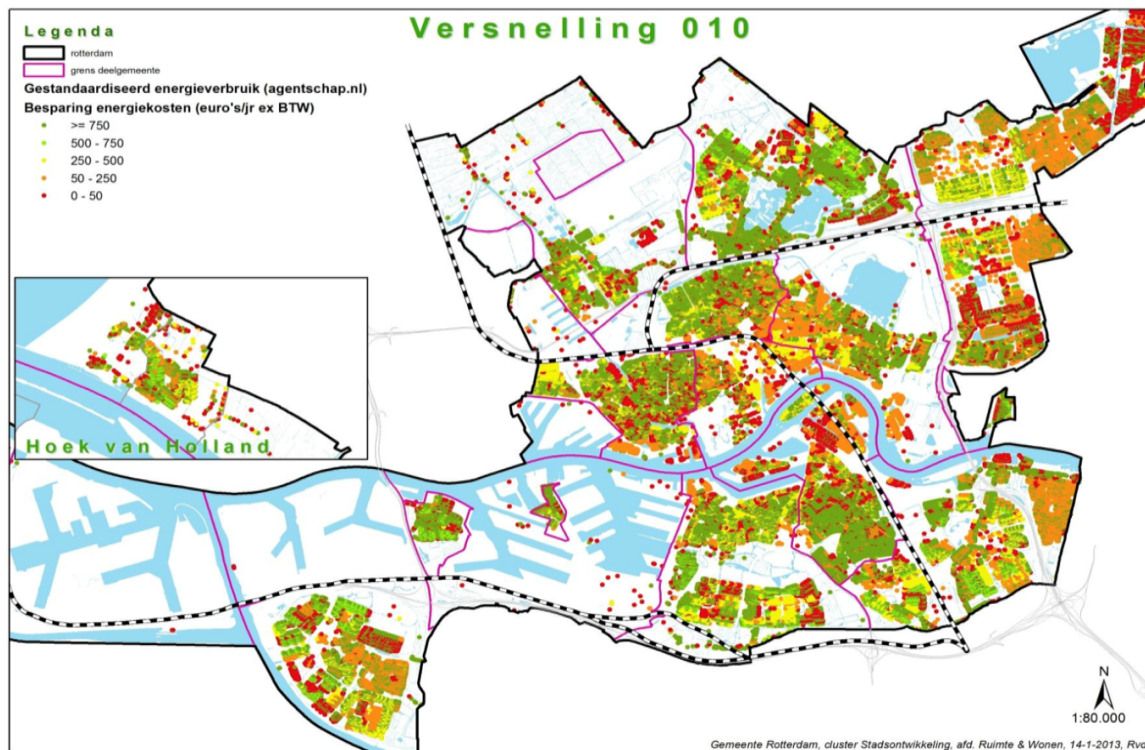 Versnelling 010
Legenda
rotterdam
grens deelgemeente
Gestandaardiseerd energieverbruik (agentschap.nl)
Besparing energiekosten (euro's/jr ex BTW)
>= 750
500 - 750
250 - 500
50 - 250
0 - 50
Hoek van Holland
N
1:80.000
Gemeente Rotterdam, cluster Stadsontwikkeling, afd. Ruimte & Wonen, 14-1-2013,